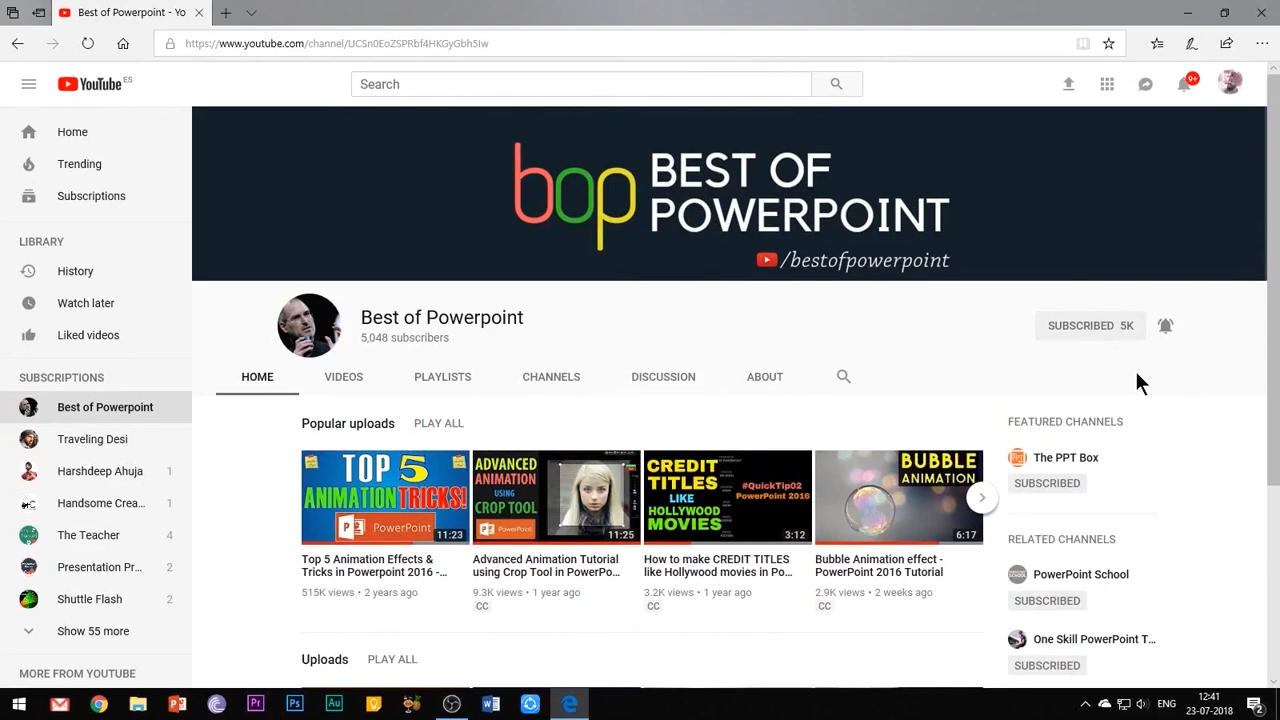 Best of Powerpoint - Yo
https://www.youtube.com/channel/UCSn0EoZSPRbf4HKGyGbh5Iw
YouTube ES
Search
9+
Home
Trending
Subscriptions
LIBRARY
History
Watch later
Liked videos
SUBSCRIPTIONS
Best of Powerpoint
Traveling Desi
Harshdeep Ahuja 1
Handsome Crea... 1
The Teacher 4
Presentation Pr... 2
Shuttle Flash 2
Show 55 more
MORE FROM YOUTUBE
bop BEST OF
POWERPOINT
/bestofpowerpoint
Best of Powerpoint
5,048 subscribers
SUBSCRIBED 5K
HOME VIDEOS PLAYLISTS CHANNELS DISCUSSION ABOUT
Popular uploads PLAY ALL
TOP 5
ANIMATION TRICKS!
PowerPoint
11:23
Top 5 Animation Effects &
Tricks in Powerpoint 2016 -...
515K views • 2 years ago
ADVANCED
ANIMATION
USING
CROP TOOL
PowerPoint
11:25
Advanced Animation Tutorial
using Crop Tool in PowerPo...
9.3K views • 1 year ago
CC
CREDIT
TITLES
LIKE
HOLLYWOOD
MOVIES
#QuickTip02
PowerPoint 2016
3:12
How to make CREDIT TITLES
like Hollywood movies in Po...
3.2K views • 1 year ago
CC
BUBBLE
ANIMATION
6:17
Bubble Animation effect -
PowerPoint 2016 Tutorial
2.9K views • 2 weeks ago
CC
Uploads PLAY ALL
FEATURED CHANNELS
The PPT Box
SUBSCRIBED
RELATED CHANNELS
PowerPoint School
SUBSCRIBED
One Skill PowerPoint T...
SUBSCRIBED
Pr
Ps
Au
ENG
12:41
23-07-2018
2